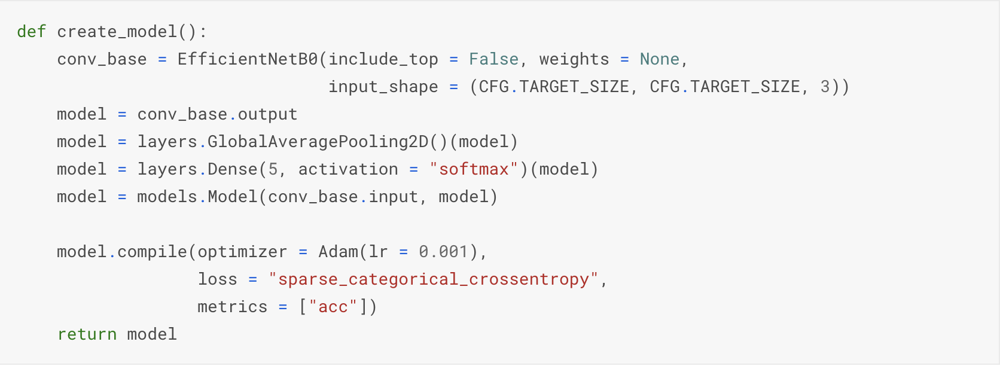 def create_model():
    conv_base = EfficientNetB0(include_top = False, weights = None,
                               input_shape = (CFG.TARGET_SIZE, CFG.TARGET_SIZE, 3))
    model = conv_base.output
    model = layers.GlobalAveragePooling2D()(model)
    model = layers.Dense(5, activation = "softmax")(model)
    model = models.Model(conv_base.input, model)

    model.compile(optimizer = Adam(lr = 0.001),
                  loss = "sparse_categorical_crossentropy",
                  metrics = ["acc"])
    return model